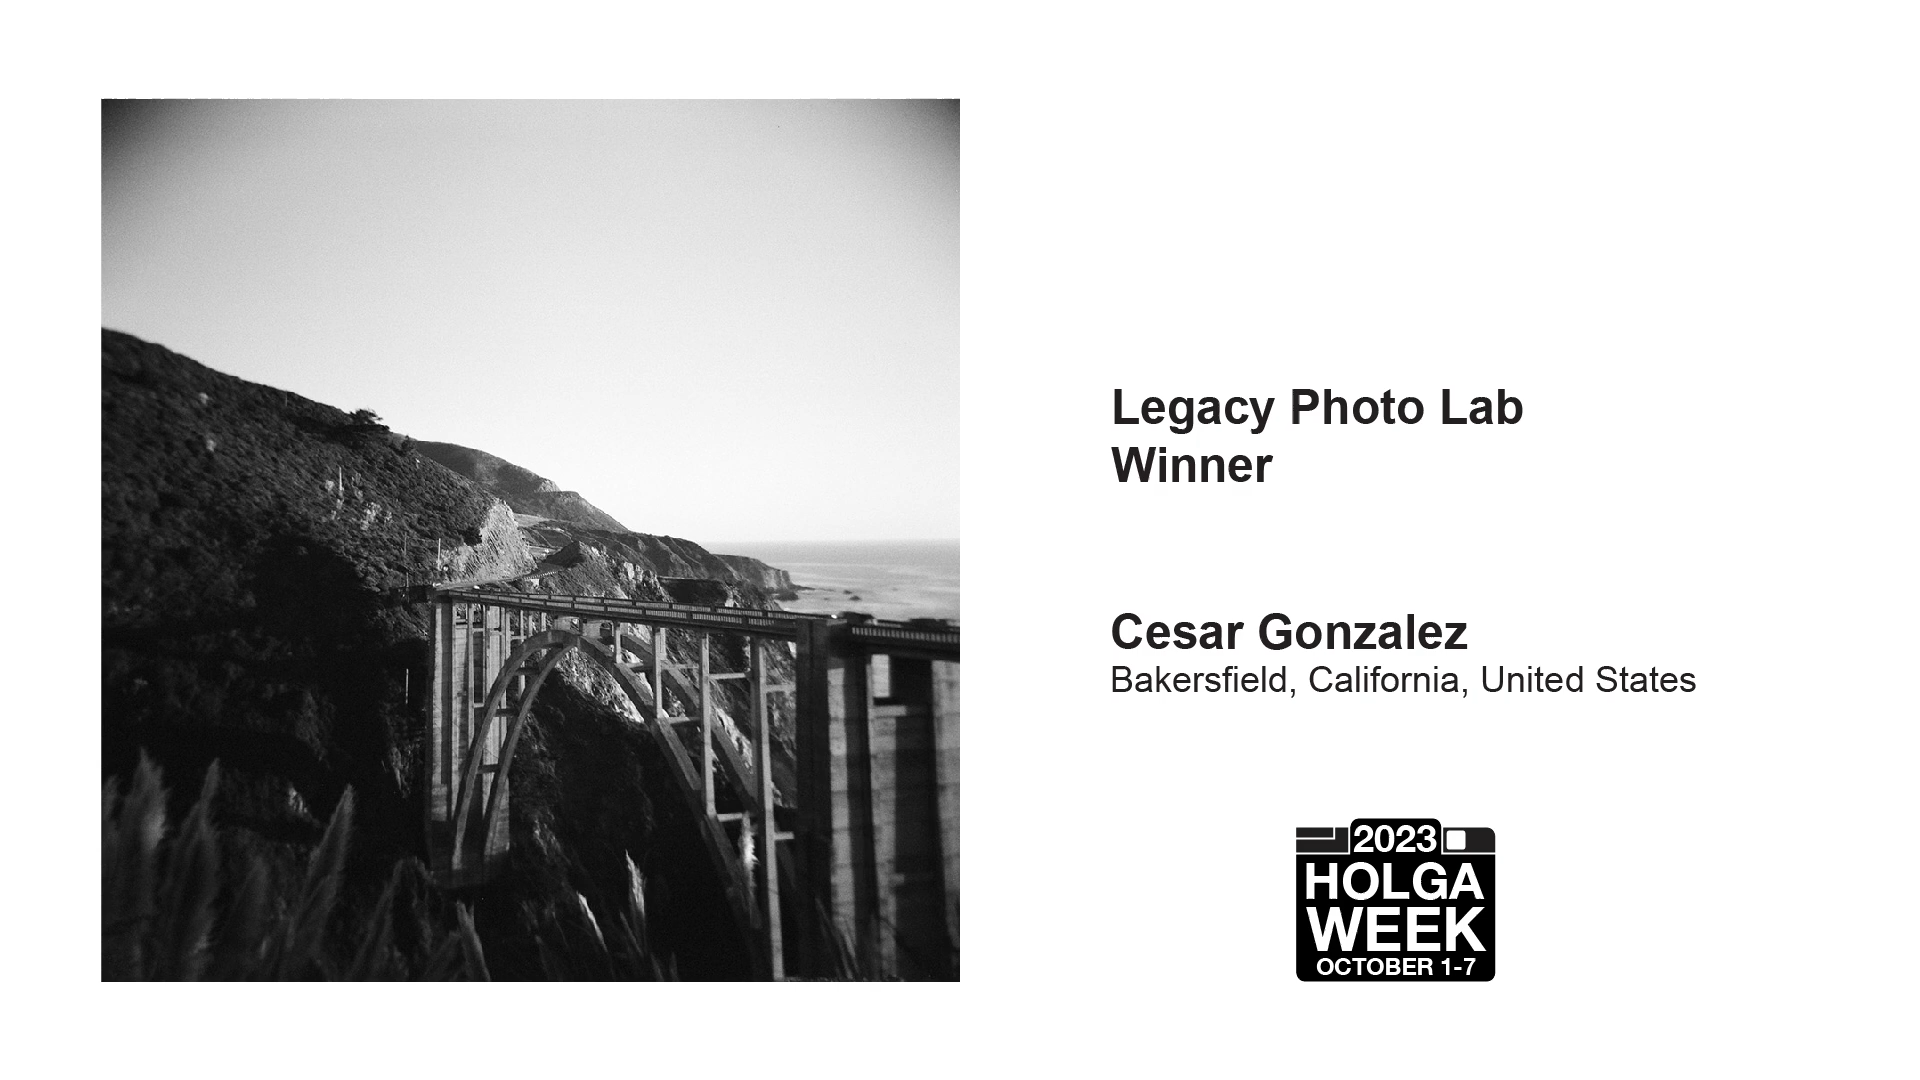 Legacy Photo Lab
Winner
Cesar Gonzalez
Bakersfield, California, United States
2023
HOLGA
WEEK
OCTOBER 1-7